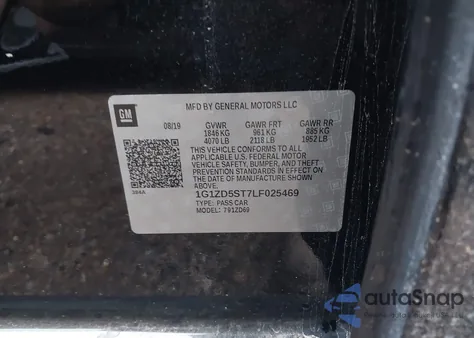 GM
MFD BY GENERAL MOTORS LLC
08/19 GVWR GAWR FRT GAWR RR
1846 KG 961 KG 885 KG
4070 LB 2118 LB 1952 LB
THIS VEHICLE CONFORMS TO ALL
APPLICABLE U.S. FEDERAL MOTOR
VEHICLE SAFETY, BUMPER, AND THEFT
PREVENTION STANDARDS IN EFFECT ON
THE DATE OF MANUFACTURE SHOWN
ABOVE.
1G1ZD5ST7LF025469
TYPE: PASS CAR
MODEL: 791ZD69
autoSnap